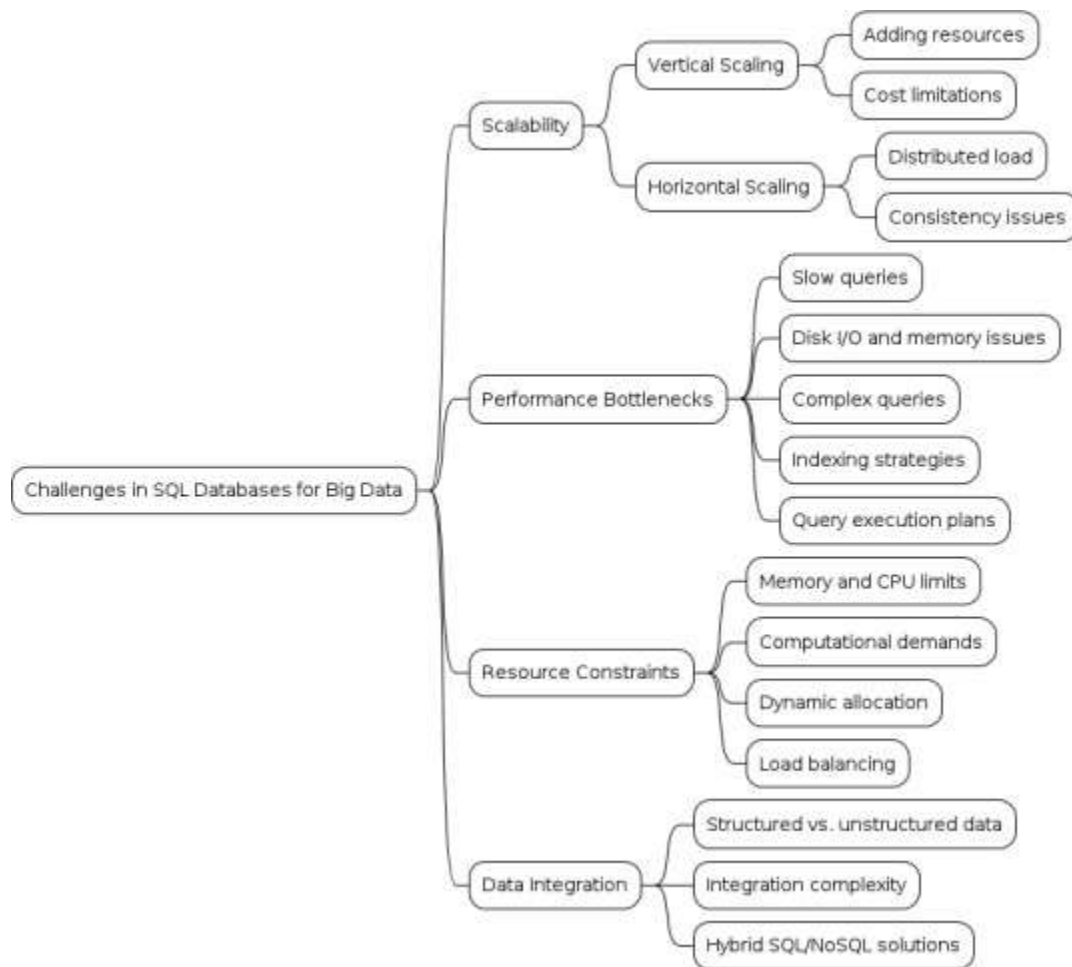 Challenges in SQL Databases for Big Data
Scalability
Vertical Scaling
Adding resources
Cost limitations
Horizontal Scaling
Distributed load
Consistency issues
Performance Bottlenecks
Slow queries
Disk I/O and memory issues
Complex queries
Indexing strategies
Query execution plans
Resource Constraints
Memory and CPU limits
Computational demands
Dynamic allocation
Load balancing
Data Integration
Structured vs. unstructured data
Integration complexity
Hybrid SQL/NoSQL solutions